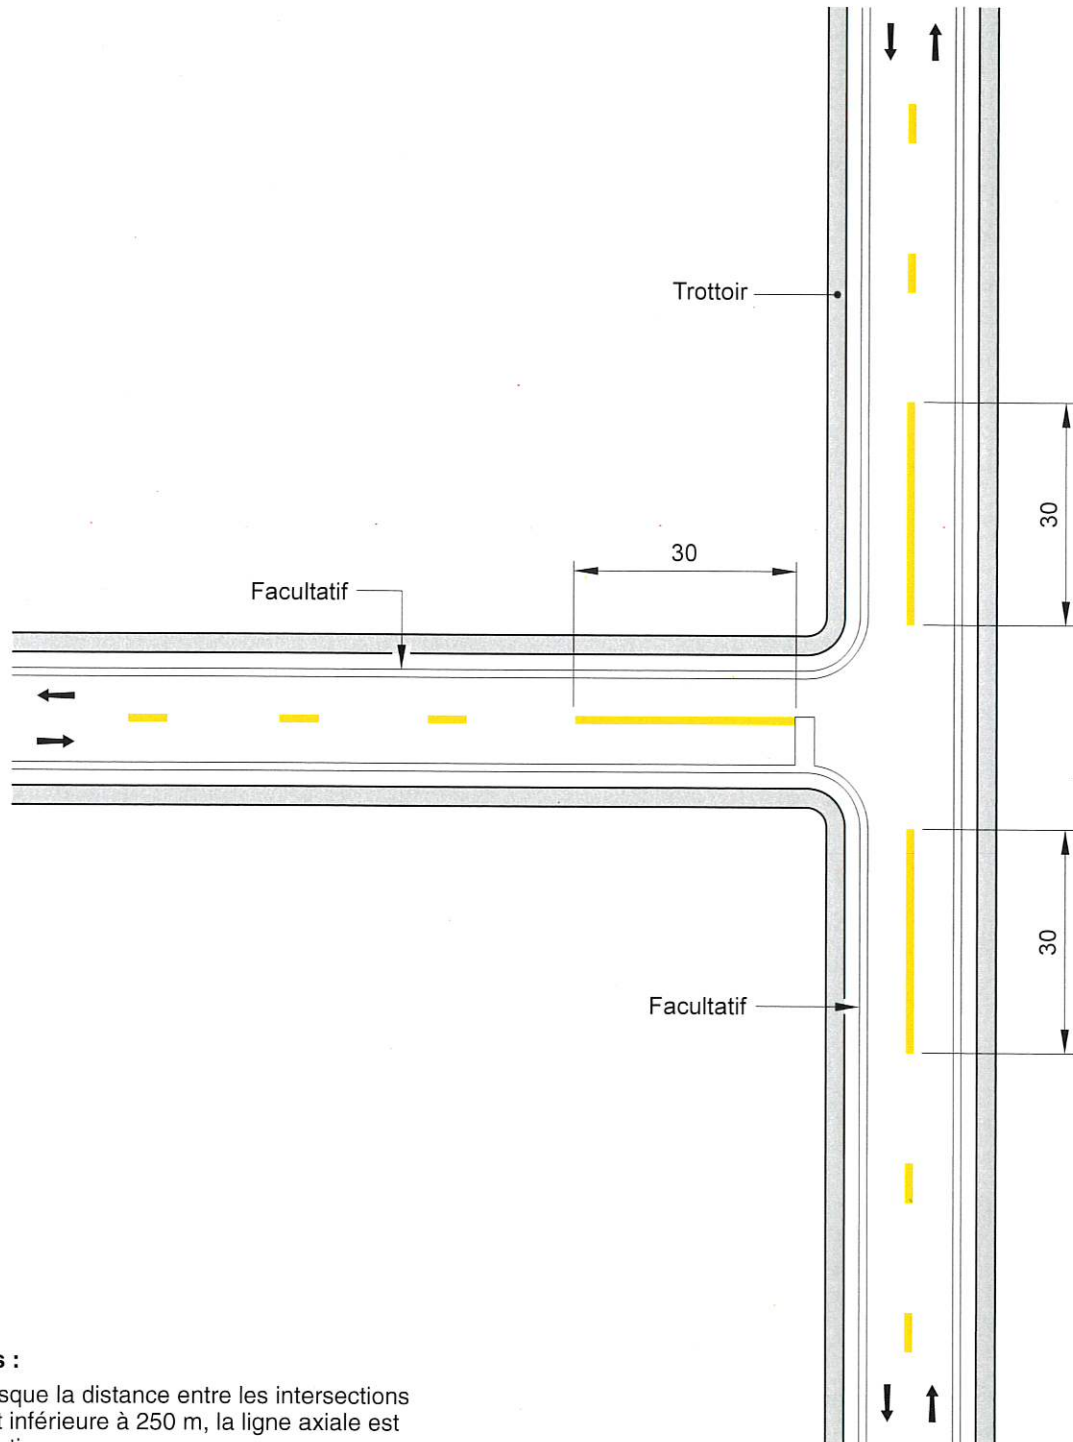 Trottoir
30
30
Facultatif
30
Facultatif
s :
sque la distance entre les intersections
t inférieure à 250 m, la ligne axiale est